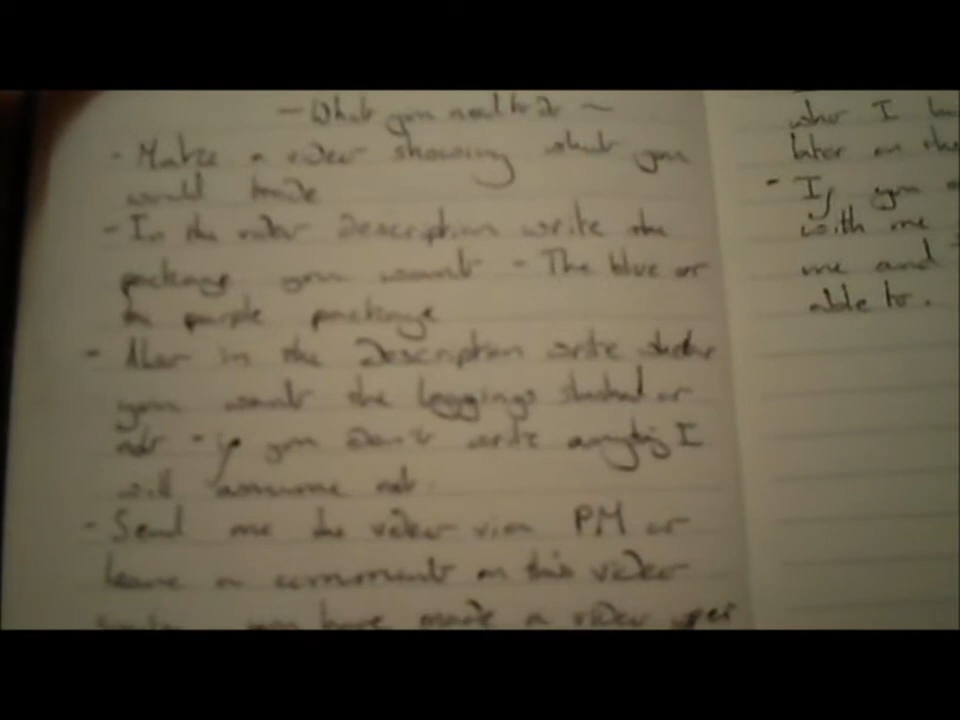 — What you need to do —
- Make a video showing what you
would trade
- In the video description write the
package you want - The blue or
the purple package
- Also in the description write whether
you want the leggings slashed or
not - if you don't write anything I
will assume not.
- Send me the video via PM or
leave a comment on this video
you have made a video
who I
later on the
- If you
with me
me and
able to.